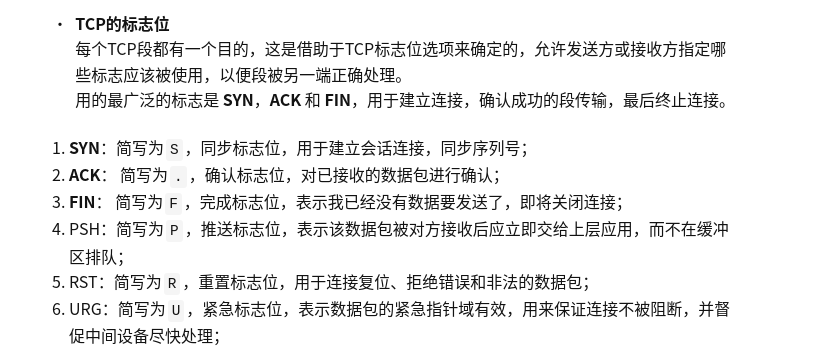 · TCP的标志位
每个TCP段都有一个目的，这是借助于TCP标志位选项来确定的，允许发送方或接收方指定哪
些标志应该被使用，以便段被另一端正确处理。
用的最广泛的标志是 SYN，ACK 和 FIN，用于建立连接，确认成功的段传输，最后终止连接。
1. SYN：简写为 S ，同步标志位，用于建立会话连接，同步序列号；
2. ACK： 简写为 . ，确认标志位，对已接收的数据包进行确认；
3. FIN： 简写为 F ，完成标志位，表示我已经没有数据要发送了，即将关闭连接；
4. PSH：简写为 P ，推送标志位，表示该数据包被对方接收后应立即交给上层应用，而不在缓冲
区排队；
5. RST：简写为 R ，重置标志位，用于连接复位、拒绝错误和非法的数据包；
6. URG：简写为 U ，紧急标志位，表示数据包的紧急指针域有效，用来保证连接不被阻断，并督
促中间设备尽快处理；